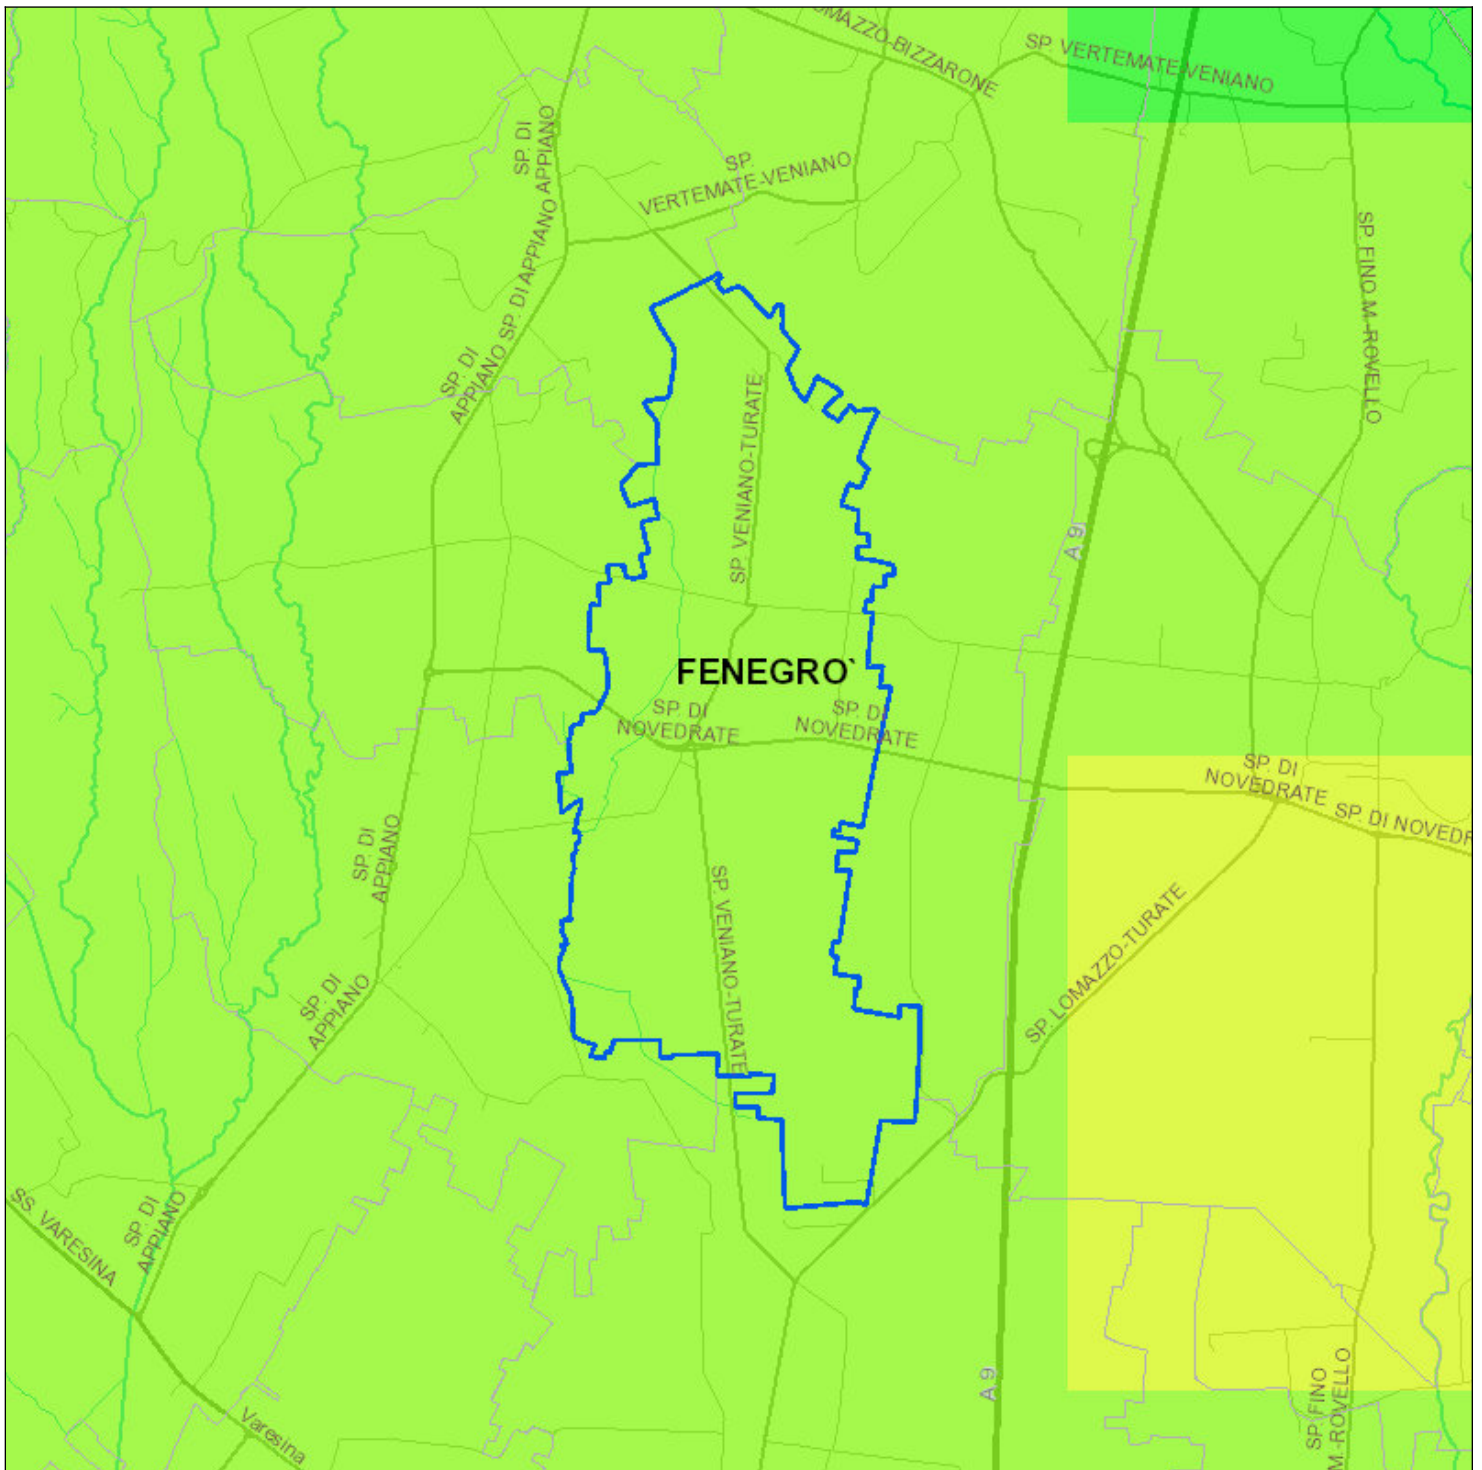 OMAZZO-BIZZARONE
SP. VERTEMATE-VENIANO
SP. DI
APPIANO
SP.
VERTEMATE-VENIANO
SP. DI APPIANO
SP. DI
APPIANO
SP. FINO M.-ROVELLO
SP. VENIANO-TURATE
A 9
FENEGRO`
SP. DI
NOVEDRATE
SP. DI
NOVEDRATE
SP. DI
NOVEDRATE
SP. DI NOVEDR
SP. DI
APPIANO
SP. VENIANO-TURATE
SP. LOMAZZO-TURATE
SP. DI
APPIANO
SP. DI
APPIANO
SS. VARESINA
Varesina
A 9
SP. FINO
M.-ROVELLO